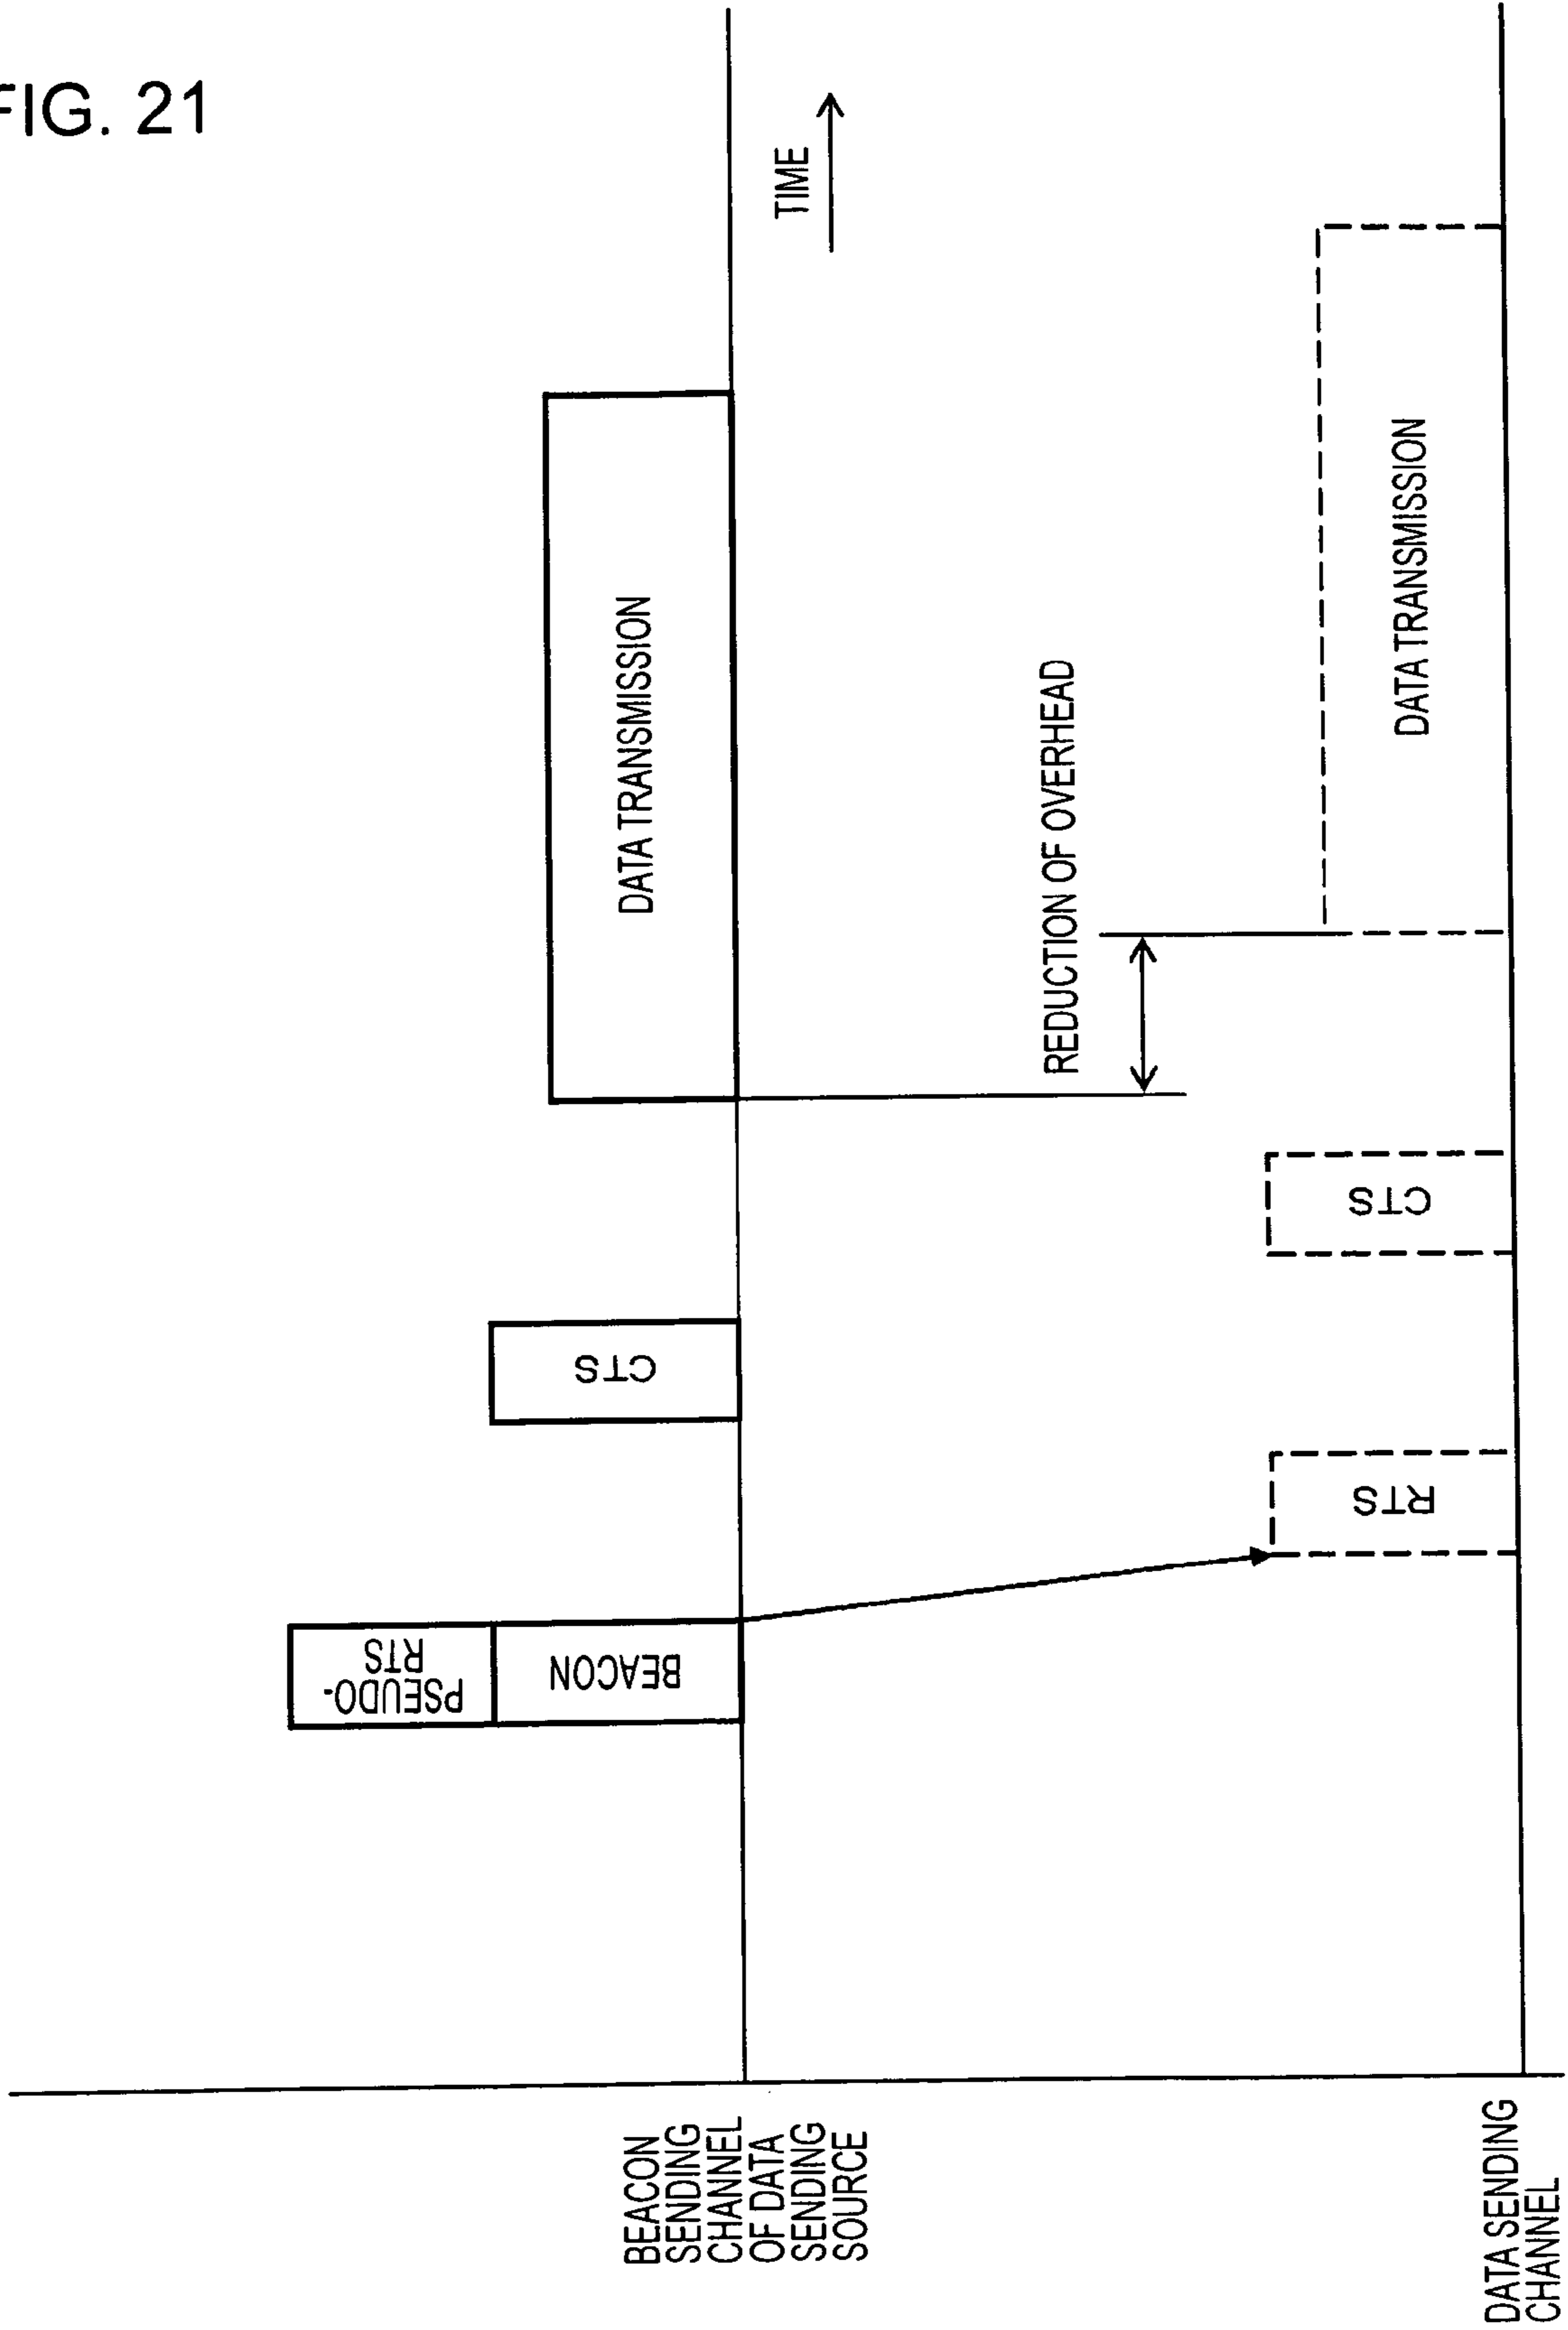 FIG. 21
BEACON
SENDING
CHANNEL
OF DATA
SENDING
SOURCE
PSEUDO-
RTS
BEACON
CTS
DATA TRANSMISSION
TIME
REDUCTION OF OVERHEAD
DATA SENDING
CHANNEL
RTS
CTS
DATA TRANSMISSION